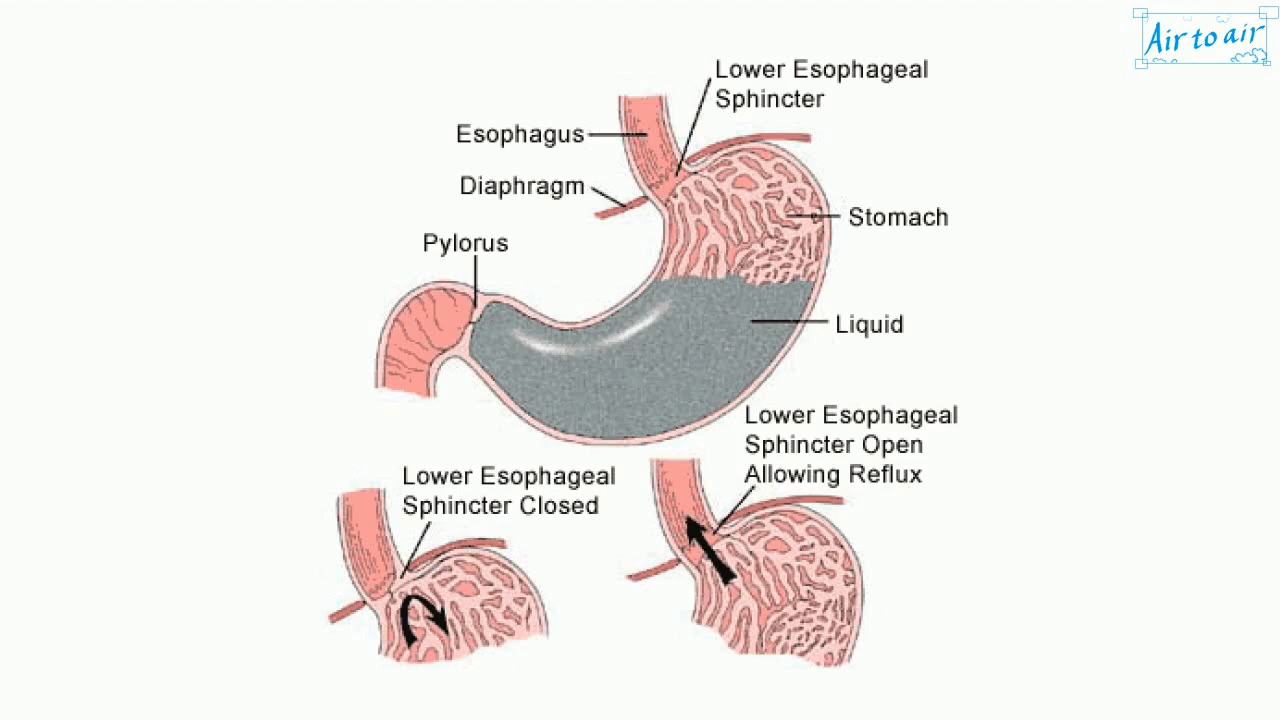 Air to air
Lower Esophageal
Sphincter
Esophagus
Diaphragm
Stomach
Pylorus
Liquid
Lower Esophageal
Sphincter Open
Allowing Reflux
Lower Esophageal
Sphincter Closed